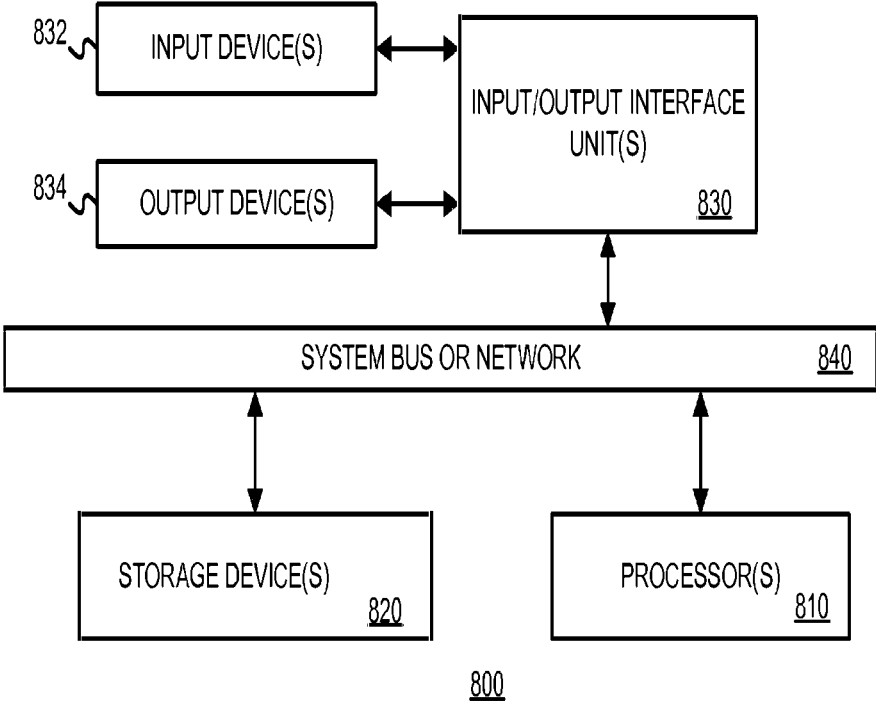 832
INPUT DEVICE(S)
INPUT/OUTPUT INTERFACE
UNIT(S)
830
834
OUTPUT DEVICE(S)
SYSTEM BUS OR NETWORK
840
STORAGE DEVICE(S)
820
PROCESSOR(S)
810
800